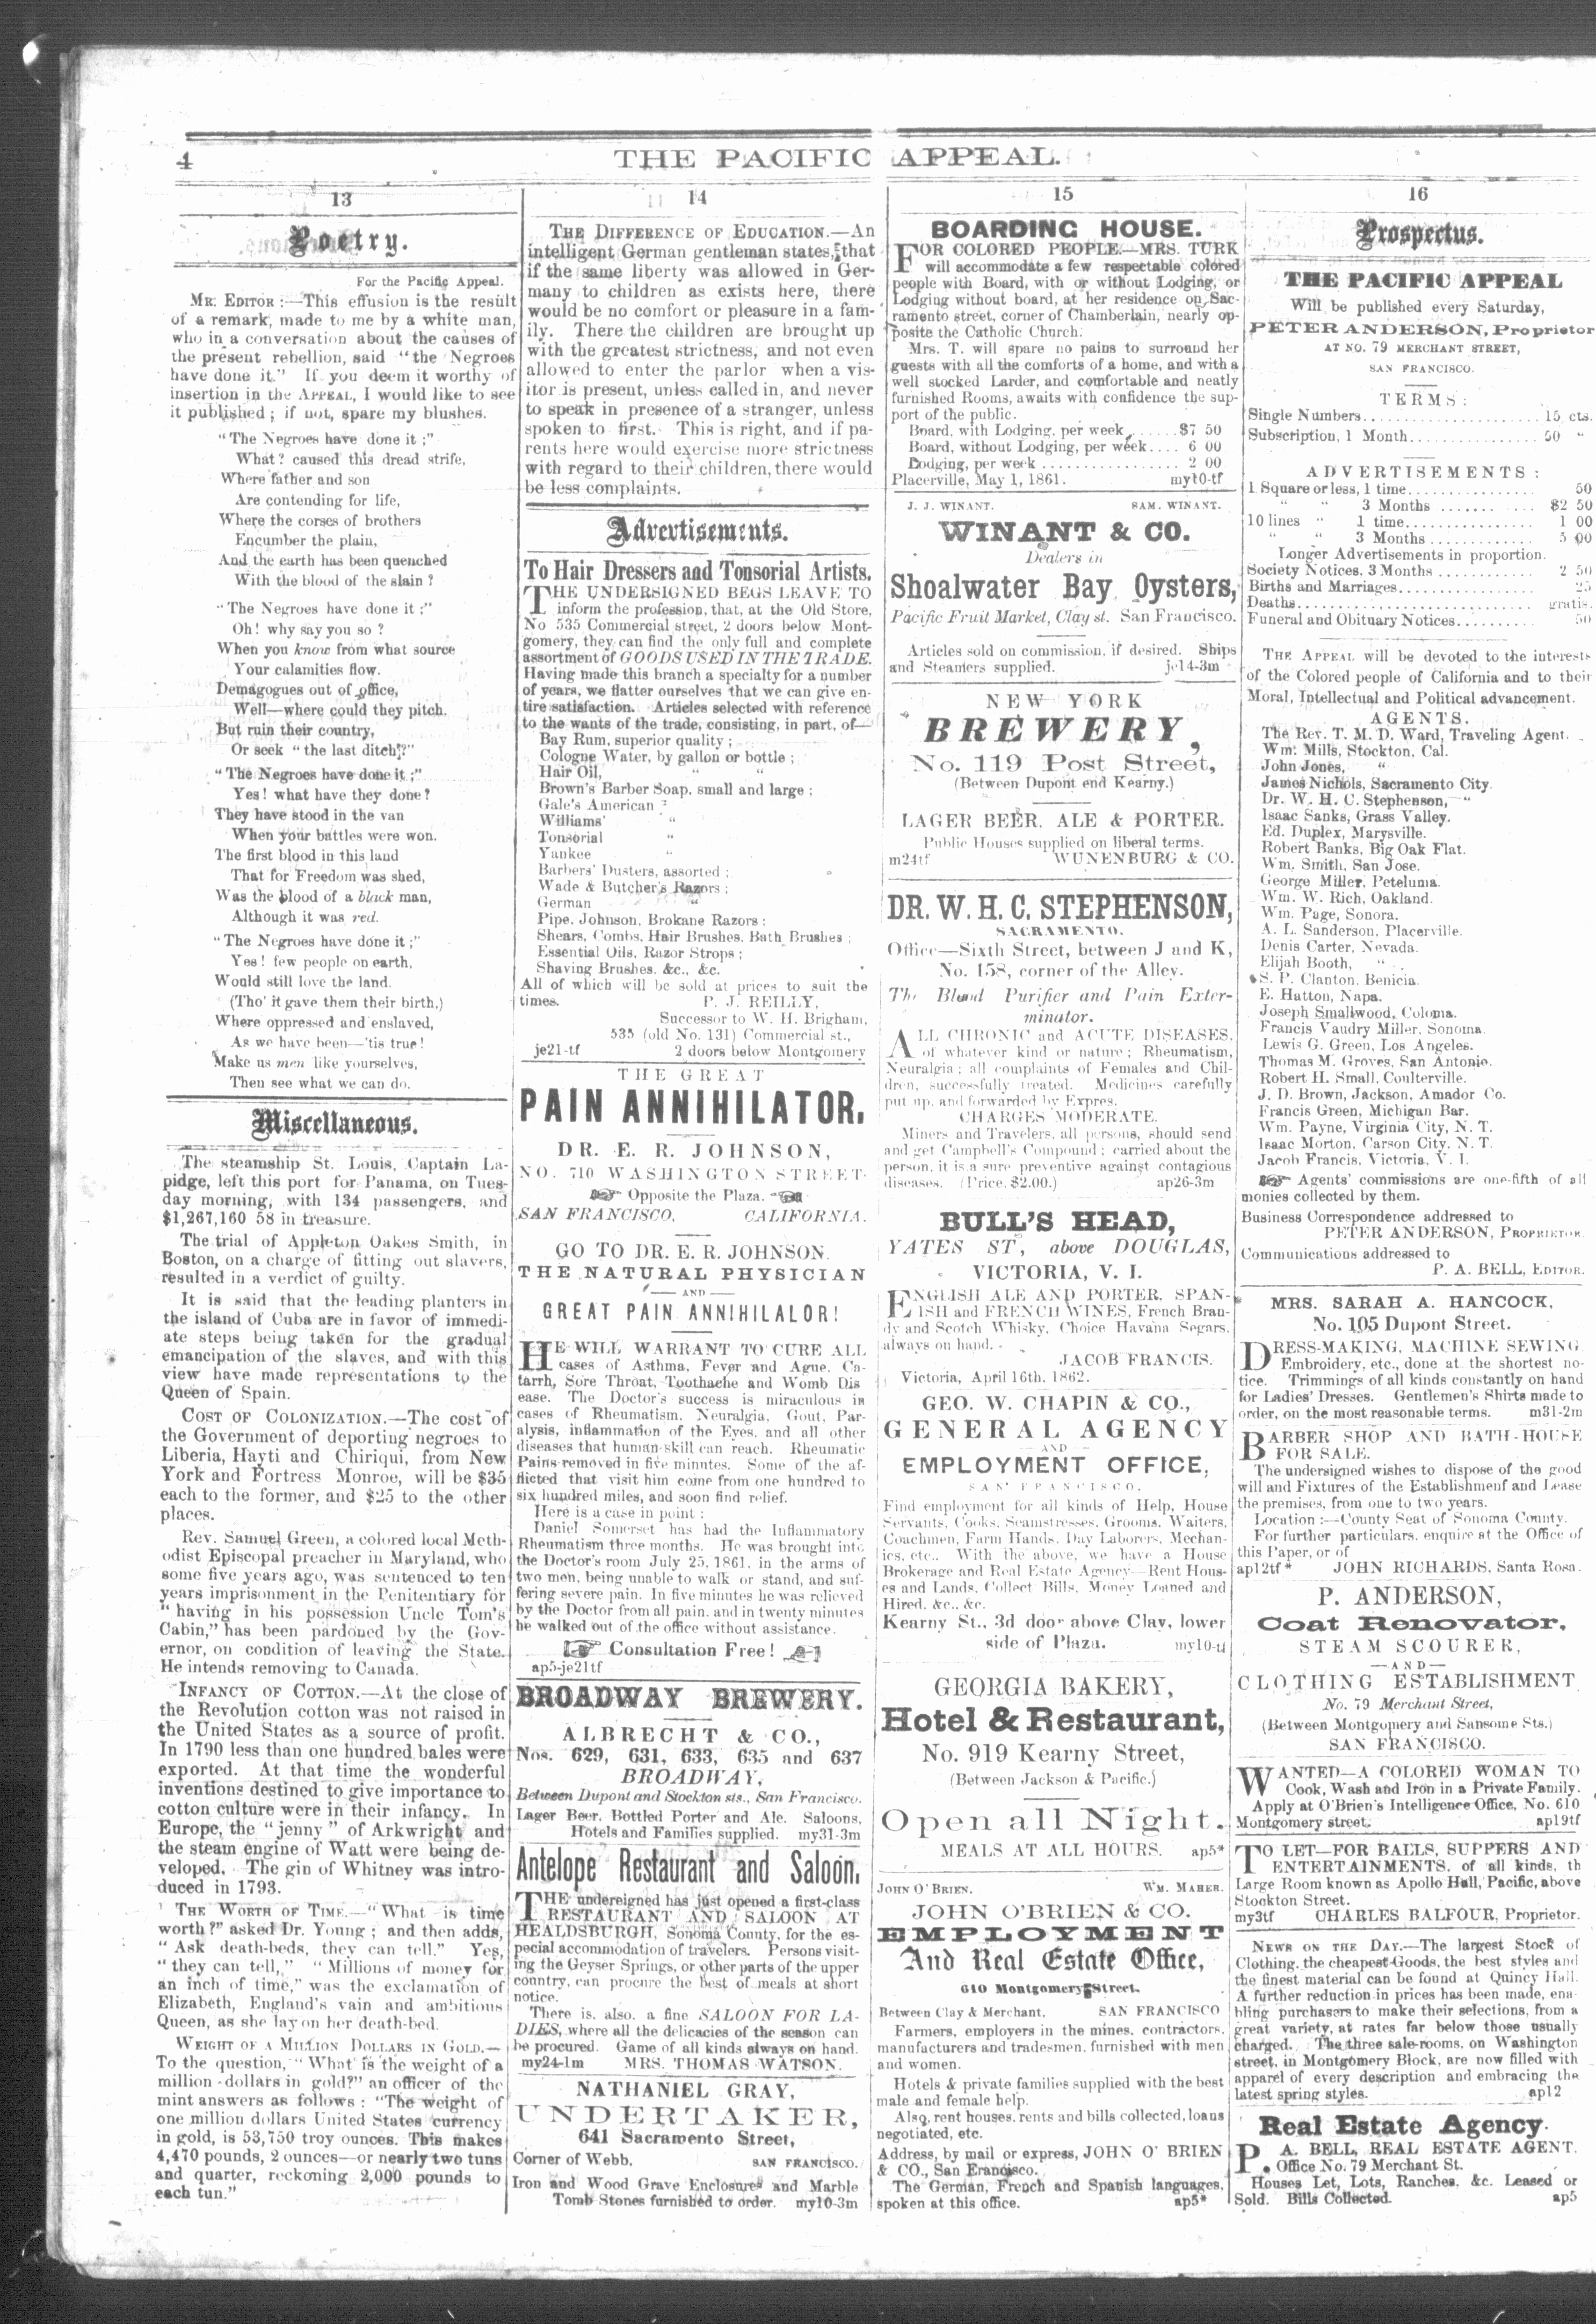 4
THE PACIFIC APPEAL.
13
Poetry.
For the Pacific Appeal.
MR. EDITOR :—This effusion is the result
of a remark, made to me by a white man,
who in a conversation about the causes of
the present rebellion, said "the Negroes
have done it." If you deem it worthy of
insertion in the APPEAL, I would like to see
it published ; if not, spare my blushes.
"The Negroes have done it ;"
What? caused this dread strife,
Where father and son
Are contending for life,
Where the corses of brothers
Encumber the plain,
And the earth has been quenched
With the blood of the slain ?
"The Negroes have done it ;"
Oh! why say you so ?
When you know from what source
Your calamities flow.
Demagogues out of office,
Well—where could they pitch.
But ruin their country,
Or seek "the last ditch?"
"The Negroes have done it ;"
Yes! what have they done?
They have stood in the van
When your battles were won.
The first blood in this land
That for Freedom was shed,
Was the blood of a black man,
Although it was red.
"The Negroes have done it ;"
Yes! few people on earth,
Would still love the land.
(Tho' it gave them their birth,)
Where oppressed and enslaved,
As we have been—'tis true!
Make us men like yourselves,
Then see what we can do.
Miscellaneous.
The steamship St. Louis, Captain La-
pidge, left this port for Panama, on Tues-
day morning, with 134 passengers, and
$1,267,160 58 in treasure.
The trial of Appleton Oakes Smith, in
Boston, on a charge of fitting out slavers,
resulted in a verdict of guilty.
It is said that the leading planters in
the island of Cuba are in favor of immedi-
ate steps being taken for the gradual
emancipation of the slaves, and with this
view have made representations to the
Queen of Spain.
COST OF COLONIZATION.—The cost of
the Government of deporting negroes to
Liberia, Hayti and Chiriqui, from New
York and Fortress Monroe, will be $35
each to the former, and $25 to the other
places.
Rev. Samuel Green, a colored local Meth-
odist Episcopal preacher in Maryland, who
some five years ago, was sentenced to ten
years imprisonment in the Penitentiary for
"having in his possession Uncle Tom's
Cabin," has been pardoned by the Gov-
ernor, on condition of leaving the State.
He intends removing to Canada.
INFANCY OF COTTON.—At the close of
the Revolution cotton was not raised in
the United States as a source of profit.
In 1790 less than one hundred bales were
exported. At that time the wonderful
inventions destined to give importance to
cotton culture were in their infancy. In
Europe, the "jenny" of Arkwright and
the steam engine of Watt were being de-
veloped. The gin of Whitney was intro-
duced in 1793.
THE WORTH OF TIME.—"What is time
worth?" asked Dr. Young ; and then adds,
"Ask death-beds, they can tell." Yes,
"they can tell," "Millions of money for
an inch of time," was the exclamation of
Elizabeth, England's vain and ambitious
Queen, as she lay on her death-bed.
WEIGHT OF A MILLION DOLLARS IN GOLD.—
To the question, "What is the weight of a
million dollars in gold?" an officer of the
mint answers as follows : "The weight of
one million dollars United States currency
in gold, is 53,750 troy ounces. This makes
4,470 pounds, 2 ounces—or nearly two tuns
and quarter, reckoning 2,000 pounds to
each tun."
14
THE DIFFERENCE OF EDUCATION.—An
intelligent German gentleman states, that
if the same liberty was allowed in Ger-
many to children as exists here, there
would be no comfort or pleasure in a fam-
ily. There the children are brought up
with the greatest strictness, and not even
allowed to enter the parlor when a vis-
itor is present, unless called in, and never
to speak in presence of a stranger, unless
spoken to first. This is right, and if pa-
rents here would exercise more strictness
with regard to their children, there would
be less complaints.
Advertisements.
To Hair Dressers and Tonsorial Artists.
THE UNDERSIGNED BEGS LEAVE TO
inform the profession, that, at the Old Store,
No 535 Commercial street, 2 doors below Mont-
gomery, they can find the only full and complete
assortment of GOODS USED IN THE TRADE.
Having made this branch a specialty for a number
of years, we flatter ourselves that we can give en-
tire satisfaction. Articles selected with reference
to the wants of the trade, consisting, in part, of—
Bay Rum, superior quality ;
Cologne Water, by gallon or bottle ;
Hair Oil, " "
Brown's Barber Soap, small and large ;
Gale's American "
Williams' "
Tonsorial "
Yankee "
Barbers' Dusters, assorted ;
Wade & Butcher's Razors ;
German "
Pipe, Johnson, Brokane Razors ;
Shears, Combs, Hair Brushes, Bath Brushes ;
Essential Oils, Razor Strops ;
Shaving Brushes, &c., &c.
All of which will be sold at prices to suit the
times. P. J. REILLY,
Successor to W. H. Brigham,
535 (old No. 131) Commercial st.,
je21-tf 2 doors below Montgomery
THE GREAT
PAIN ANNIHILATOR.
DR. E. R. JOHNSON,
NO. 710 WASHINGTON STREET
Opposite the Plaza.
SAN FRANCISCO, CALIFORNIA.
GO TO DR. E. R. JOHNSON.
THE NATURAL PHYSICIAN
—AND—
GREAT PAIN ANNIHILALOR!
HE WILL WARRANT TO CURE ALL
cases of Asthma, Fever and Ague, Ca-
tarrh, Sore Throat, Toothache and Womb Dis
ease. The Doctor's success is miraculous in
cases of Rheumatism, Neuralgia, Gout, Par-
alysis, inflammation of the Eyes, and all other
diseases that human skill can reach. Rheumatic
Pains removed in five minutes. Some of the af-
flicted that visit him come from one hundred to
six hundred miles, and soon find relief.
Here is a case in point :
Daniel Somerset has had the Inflammatory
Rheumatism three months. He was brought into
the Doctor's room July 25, 1861, in the arms of
two men, being unable to walk or stand, and suf-
fering severe pain. In five minutes he was relieved
by the Doctor from all pain, and in twenty minutes
he walked out of the office without assistance.
Consultation Free!
ap5-je21tf
BROADWAY BREWERY.
ALBRECHT & CO.,
Nos. 629, 631, 633, 635 and 637
BROADWAY,
Between Dupont and Stockton sts., San Francisco.
Lager Beer, Bottled Porter and Ale. Saloons,
Hotels and Families supplied. my31-3m
Antelope Restaurant and Saloon.
THE undereigned has just opened a first-class
RESTAURANT AND SALOON AT
HEALDSBURGH, Sonoma County, for the es-
pecial accommodation of travelers. Persons visit-
ing the Geyser Springs, or other parts of the upper
country, can procure the best of meals at short
notice.
There is, also, a fine SALOON FOR LA-
DIES, where all the delicacies of the season can
be procured. Game of all kinds always on hand.
my24-1m MRS. THOMAS WATSON.
NATHANIEL GRAY,
UNDERTAKER,
641 Sacramento Street,
Corner of Webb, SAN FRANCISCO.
Iron and Wood Grave Enclosures and Marble
Tomb Stones furnished to order. my10-3m
15
BOARDING HOUSE.
FOR COLORED PEOPLE.—MRS. TURK
will accommodate a few respectable colored
people with Board, with or without Lodging, or
Lodging without board, at her residence on Sac-
ramento street, corner of Chamberlain, nearly op-
posite the Catholic Church.
Mrs. T. will spare no pains to surround her
guests with all the comforts of a home, and with a
well stocked Larder, and comfortable and neatly
furnished Rooms, awaits with confidence the sup-
port of the public.
Board, with Lodging, per week......$7 50
Board, without Lodging, per week.... 6 00
Lodging, per week ................. 2 00
Placerville, May 1, 1861. my10-tf
J. J. WINANT. SAM. WINANT.
WINANT & CO.
Dealers in
Shoalwater Bay Oysters,
Pacific Fruit Market, Clay st. San Francisco.
Articles sold on commission, if desired. Ships
and Steamers supplied. je14-3m
NEW YORK
BREWERY,
No. 119 Post Street,
(Between Dupont end Kearny.)
LAGER BEER, ALE & PORTER.
Public Houses supplied on liberal terms.
m24tf WUNENBURG & CO.
DR. W. H. C. STEPHENSON,
SACRAMENTO.
Office—Sixth Street, between J and K,
No. 158, corner of the Alley.
The Blood Purifier and Pain Exter-
minator.
ALL CHRONIC and ACUTE DISEASES,
of whatever kind or nature ; Rheumatism,
Neuralgia ; all complaints of Females and Chil-
dren, successfully treated. Medicines carefully
put up, and forwarded by Expres.
CHARGES MODERATE.
Miners and Travelers, all persons, should send
and get Campbell's Compound ; carried about the
person, it is a sure preventive against contagious
diseases. (Price, $2.00.) ap26-3m
BULL'S HEAD,
YATES ST, above DOUGLAS,
VICTORIA, V. I.
ENGLISH ALE AND PORTER, SPAN-
ISH and FRENCH WINES, French Bran-
dy and Scotch Whisky, Choice Havana Segars,
always on hand.
JACOB FRANCIS.
Victoria, April 16th, 1862.
GEO. W. CHAPIN & CO.,
GENERAL AGENCY
—AND—
EMPLOYMENT OFFICE,
SAN FRANCISCO.
Find employment for all kinds of Help, House
Servants, Cooks, Seamstresses, Grooms, Waiters,
Coachmen, Farm Hands, Day Laborers, Mechan-
ics, etc.. With the above, we have a House
Brokerage and Real Estate Agency—Rent Hous-
es and Lands, Collect Bills, Money Loaned and
Hired, &c., &c.
Kearny St., 3d door above Clay, lower
side of Plaza. my10-tf
GEORGIA BAKERY,
Hotel & Restaurant,
No. 919 Kearny Street,
(Between Jackson & Pacific.)
Open all Night.
MEALS AT ALL HOURS. ap5*
JOHN O'BRIEN. WM. MAHER.
JOHN O'BRIEN & CO.
EMPLOYMENT
And Real Estate Office,
610 Montgomery Street.
Between Clay & Merchant, SAN FRANCISCO
Farmers, employers in the mines, contractors,
manufacturers and tradesmen, furnished with men
and women.
Hotels & private families supplied with the best
male and female help.
Also, rent houses, rents and bills collected, loans
negotiated, etc.
Address, by mail or express, JOHN O' BRIEN
& CO., San Francisco.
The German, French and Spanish languages,
spoken at this office. ap5*
16
Prospectus.
THE PACIFIC APPEAL
Will be published every Saturday,
PETER ANDERSON, Proprietor
AT NO. 79 MERCHANT STREET,
SAN FRANCISCO.
TERMS :
Single Numbers.......................15 cts.
Subscription, 1 Month................ 50 "
ADVERTISEMENTS :
1 Square or less, 1 time................ 50
" " 3 Months ............ $2 50
10 lines " 1 time................ 1 00
" " 3 Months ............ 5 00
Longer Advertisements in proportion.
Society Notices, 3 Months ............ 2 50
Births and Marriages................. 25
Deaths...............................gratis.
Funeral and Obituary Notices.......... 50
THE APPEAL will be devoted to the interests
of the Colored people of California and to their
Moral, Intellectual and Political advancement.
AGENTS.
The Rev. T. M. D. Ward, Traveling Agent.
Wm. Mills, Stockton, Cal.
John Jones, "
James Nichols, Sacramento City.
Dr. W. H. C. Stephenson, "
Isaac Sanks, Grass Valley.
Ed. Duplex, Marysville.
Robert Banks, Big Oak Flat.
Wm. Smith, San Jose.
George Miller, Peteluma.
Wm. W. Rich, Oakland.
Wm. Page, Sonora.
A. L. Sanderson, Placerville.
Denis Carter, Nevada.
Elijah Booth, "
S. P. Clanton, Benicia.
E. Hatton, Napa.
Joseph Smallwood, Coloma.
Francis Vaudry Miller, Sonoma.
Lewis G. Green, Los Angeles.
Thomas M. Groves, San Antonio.
Robert H. Small, Coulterville.
J. D. Brown, Jackson, Amador Co.
Francis Green, Michigan Bar.
Wm. Payne, Virginia City, N. T.
Isaac Morton, Carson City, N. T.
Jacob Francis, Victoria, V. I.
Agents' commissions are one-fifth of all
monies collected by them.
Business Correspondence addressed to
PETER ANDERSON, PROPRIETOR
Communications addressed to
P. A. BELL, EDITOR.
MRS. SARAH A. HANCOCK,
No. 105 Dupont Street.
DRESS-MAKING, MACHINE SEWING
Embroidery, etc., done at the shortest no-
tice. Trimmings of all kinds constantly on hand
for Ladies' Dresses. Gentlemen's Shirts made to
order, on the most reasonable terms. m31-2m
BARBER SHOP AND BATH-HOUSE
FOR SALE.
The undersigned wishes to dispose of the good
will and Fixtures of the Establishment and Lease
the premises, from one to two years.
Location :—County Seat of Sonoma County.
For further particulars, enquire at the Office of
this Paper, or of
ap12tf* JOHN RICHARDS, Santa Rosa.
P. ANDERSON,
Coat Renovator,
STEAM SCOURER,
—AND—
CLOTHING ESTABLISHMENT
No. 79 Merchant Street,
(Between Montgomery and Sansome Sts.)
SAN FRANCISCO.
WANTED—A COLORED WOMAN TO
Cook, Wash and Iron in a Private Family.
Apply at O'Brien's Intelligence Office, No. 610
Montgomery street. ap19tf
TO LET—FOR BALLS, SUPPERS AND
ENTERTAINMENTS, of all kinds, th
Large Room known as Apollo Hall, Pacific, above
Stockton Street.
my3tf CHARLES BALFOUR, Proprietor.
NEWS ON THE DAY.—The largest Stock of
Clothing, the cheapest Goods, the best styles and
the finest material can be found at Quincy Hall.
A further reduction in prices has been made, ena
bling purchasers to make their selections, from a
great variety, at rates far below those usually
charged. The three sale-rooms, on Washington
street, in Montgomery Block, are now filled with
apparel of every description and embracing the
latest spring styles. ap12
Real Estate Agency.
P. A. BELL, REAL ESTATE AGENT.
Office No. 79 Merchant St.
Houses Let, Lots, Ranches, &c. Leased or
Sold. Bills Collected. ap5